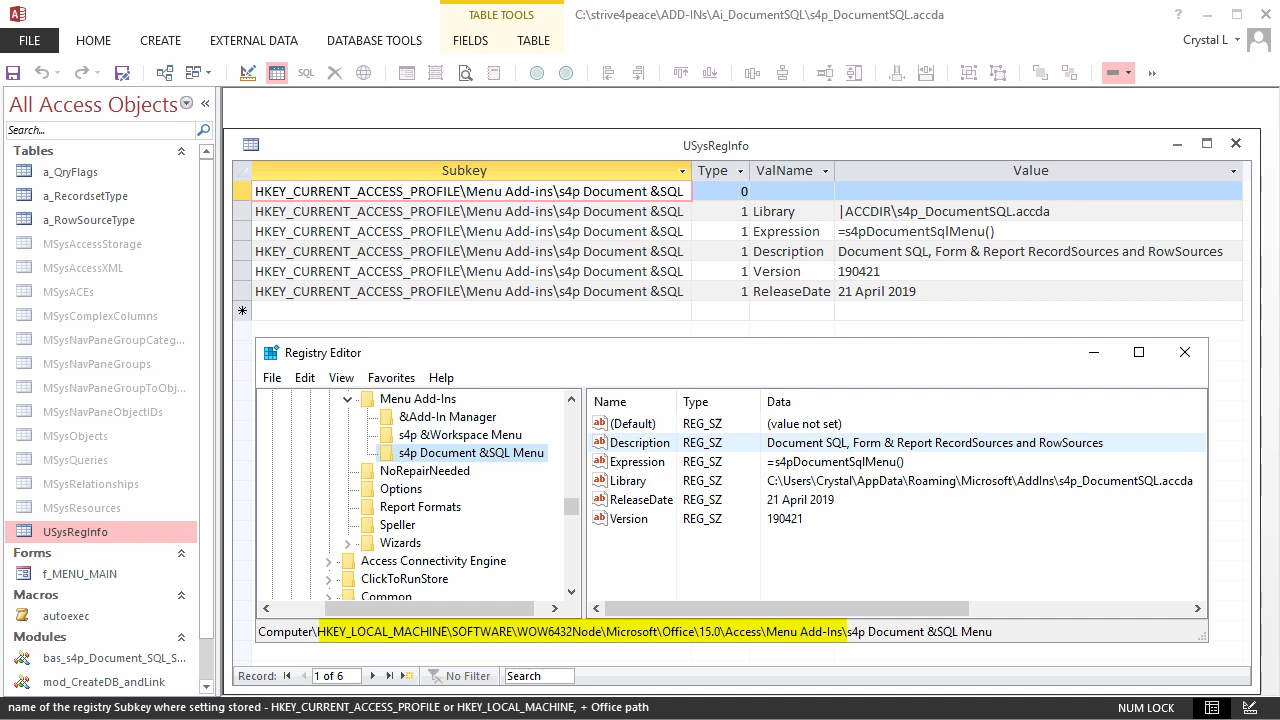 TABLE TOOLS
C:\strive4peace\ADD-INs\Ai_DocumentSQL\s4p_DocumentSQL.accda
FILE HOME CREATE EXTERNAL DATA DATABASE TOOLS FIELDS TABLE Crystal L
SQL
All Access Objects
Search...
Tables
a_QryFlags
a_RecordsetType
a_RowSourceType
MSysAccessStorage
MSysAccessXML
MSysACEs
MSysComplexColumns
MSysNavPaneGroupCateg...
MSysNavPaneGroups
MSysNavPaneGroupToObj...
MSysNavPaneObjectIDs
MSysObjects
MSysQueries
MSysRelationships
MSysResources
USysRegInfo
Forms
f_MENU_MAIN
Macros
autoexec
Modules
bas_s4p_Document_SQL_S...
mod_CreateDB_andLink
USysRegInfo
Subkey Type ValName Value
HKEY_CURRENT_ACCESS_PROFILE\Menu Add-ins\s4p Document &SQL 0
HKEY_CURRENT_ACCESS_PROFILE\Menu Add-ins\s4p Document &SQL 1 Library |ACCDIR\s4p_DocumentSQL.accda
HKEY_CURRENT_ACCESS_PROFILE\Menu Add-ins\s4p Document &SQL 1 Expression =s4pDocumentSqlMenu()
HKEY_CURRENT_ACCESS_PROFILE\Menu Add-ins\s4p Document &SQL 1 Description Document SQL, Form & Report RecordSources and RowSources
HKEY_CURRENT_ACCESS_PROFILE\Menu Add-ins\s4p Document &SQL 1 Version 190421
HKEY_CURRENT_ACCESS_PROFILE\Menu Add-ins\s4p Document &SQL 1 ReleaseDate 21 April 2019
Registry Editor
File Edit View Favorites Help
Menu Add-Ins
&Add-In Manager
s4p &Workspace Menu
s4p Document &SQL Menu
NoRepairNeeded
Options
Report Formats
Speller
Wizards
Access Connectivity Engine
ClickToRunStore
Common
Name Type Data
(Default) REG_SZ (value not set)
Description REG_SZ Document SQL, Form & Report RecordSources and RowSources
Expression REG_SZ =s4pDocumentSqlMenu()
Library REG_SZ C:\Users\Crystal\AppData\Roaming\Microsoft\AddIns\s4p_DocumentSQL.accda
ReleaseDate REG_SZ 21 April 2019
Version REG_SZ 190421
Computer\HKEY_LOCAL_MACHINE\SOFTWARE\WOW6432Node\Microsoft\Office\15.0\Access\Menu Add-Ins\s4p Document &SQL Menu
Record: 1 of 6 No Filter Search
name of the registry Subkey where setting stored - HKEY_CURRENT_ACCESS_PROFILE or HKEY_LOCAL_MACHINE, + Office path NUM LOCK